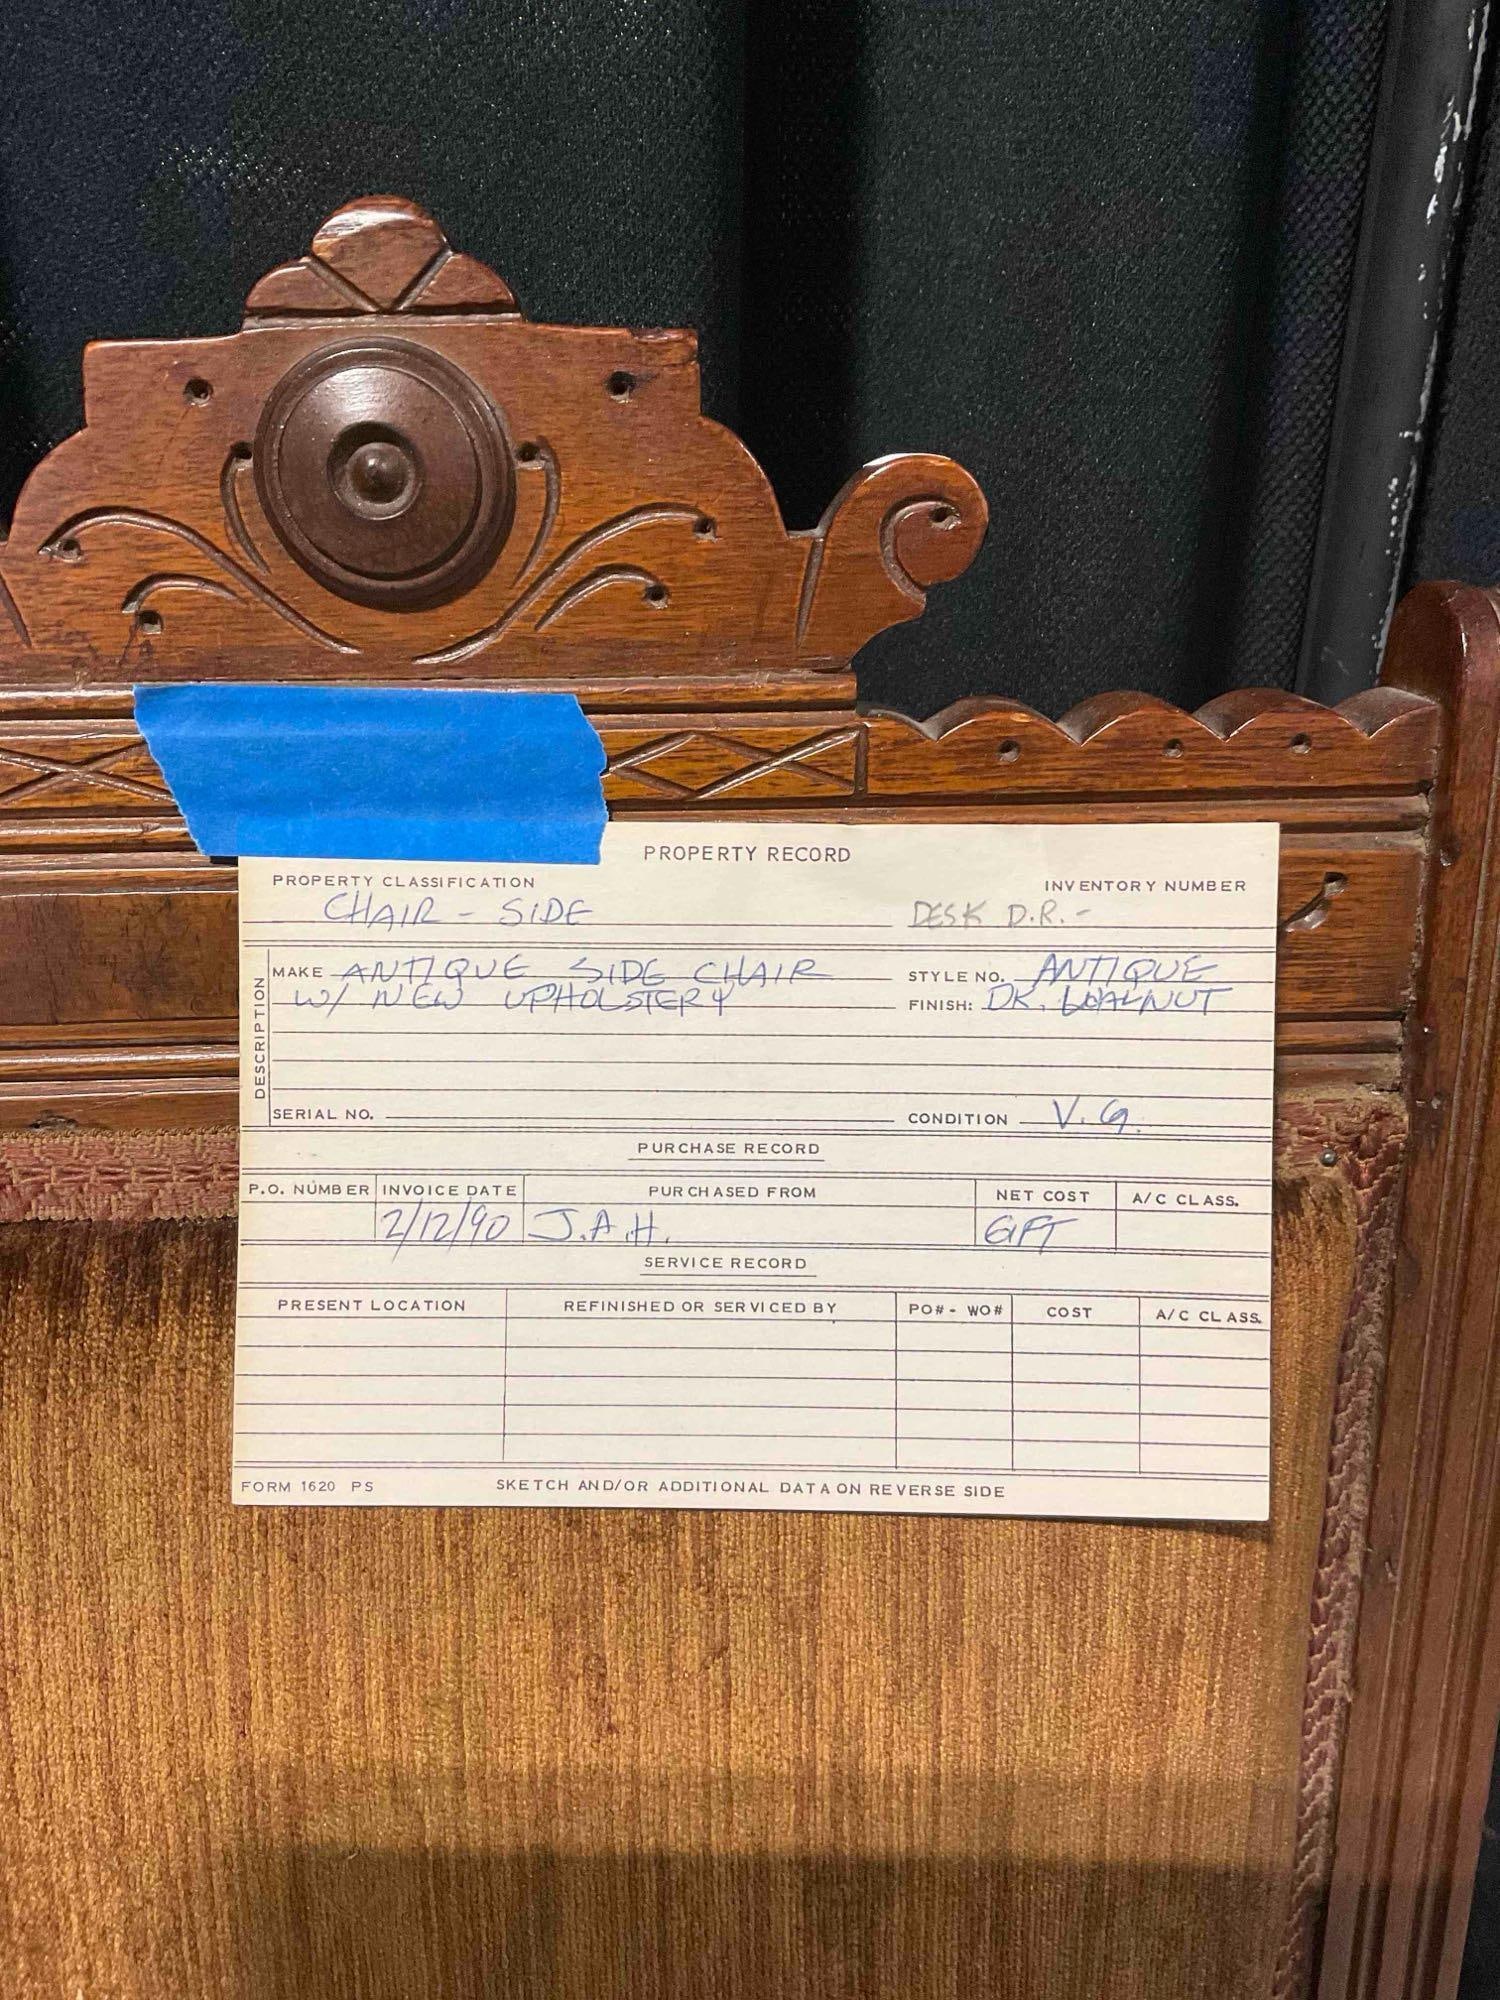 PROPERTY RECORD
PROPERTY CLASSIFICATION INVENTORY NUMBER
CHAIR - SIDE DESK D.R.-
DESCRIPTION
MAKE ANTIQUE SIDE CHAIR STYLE NO. ANTIQUE
W/ NEW UPHOLSTERY FINISH: DK. WALNUT
SERIAL NO. CONDITION V.G.
PURCHASE RECORD
P.O. NUMBER INVOICE DATE PURCHASED FROM NET COST A/C CLASS.
2/12/90 J.A.H. GIFT
SERVICE RECORD
PRESENT LOCATION REFINISHED OR SERVICED BY PO# - WO# COST A/C CLASS.
FORM 1620 PS SKETCH AND/OR ADDITIONAL DATA ON REVERSE SIDE